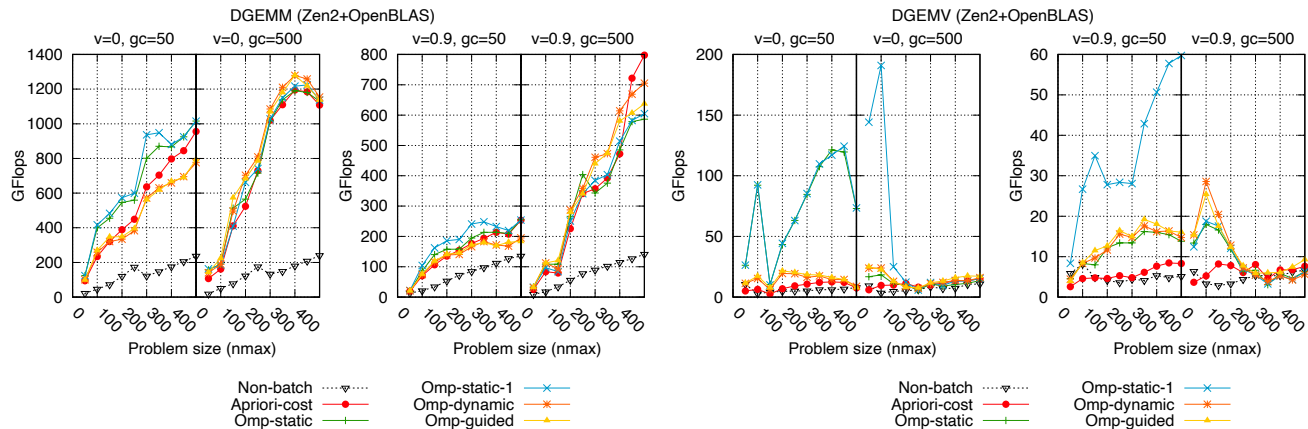 DGEMM (Zen2+OpenBLAS)
v=0, gc=50 v=0, gc=500 v=0.9, gc=50 v=0.9, gc=500
GFlops
0 200 400 600 800 1000 1200 1400
0 100 200 300 400 0 100 200 300 400
Problem size (nmax)
GFlops
0 100 200 300 400 500 600 700 800
0 100 200 300 400 0 100 200 300 400
Problem size (nmax)
Non-batch Omp-static-1
Apriori-cost Omp-dynamic
Omp-static Omp-guided
DGEMV (Zen2+OpenBLAS)
v=0, gc=50 v=0, gc=500 v=0.9, gc=50 v=0.9, gc=500
GFlops
0 50 100 150 200
0 100 200 300 400 0 100 200 300 400
Problem size (nmax)
GFlops
0 10 20 30 40 50 60
0 100 200 300 400 0 100 200 300 400
Problem size (nmax)
Non-batch Omp-static-1
Apriori-cost Omp-dynamic
Omp-static Omp-guided